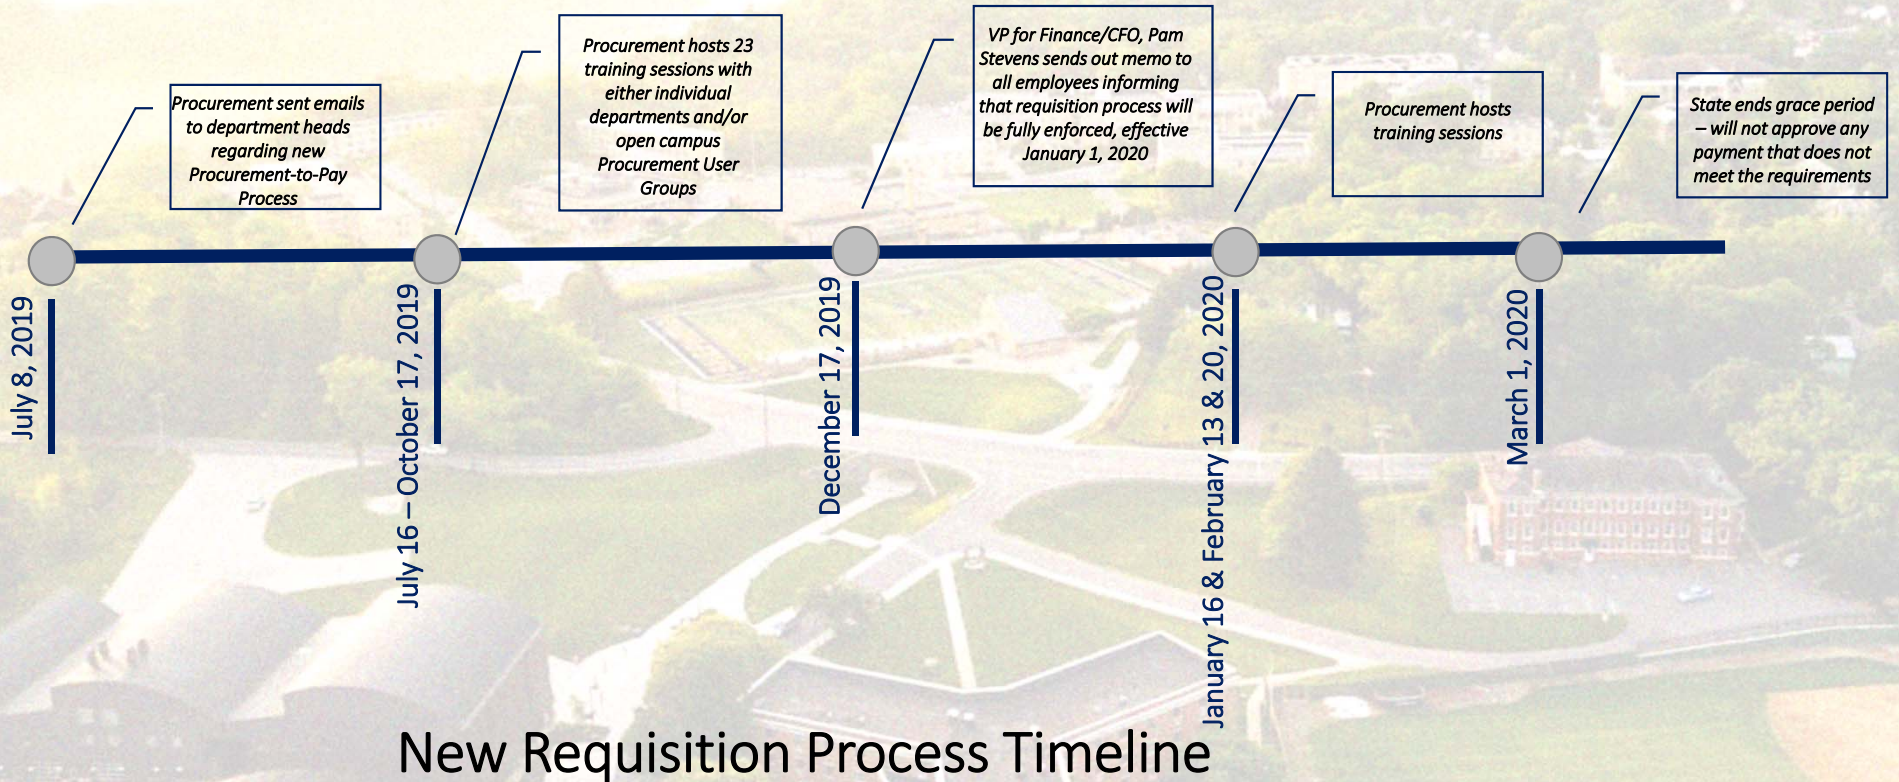 Procurement sent emails
to department heads
regarding new
Procurement-to-Pay
Process
Procurement hosts 23
training sessions with
either individual
departments and/or
open campus
Procurement User
Groups
VP for Finance/CFO, Pam
Stevens sends out memo to
all employees informing
that requisition process will
be fully enforced, effective
January 1, 2020
Procurement hosts
training sessions
State ends grace period
– will not approve any
payment that does not
meet the requirements
July 8, 2019
July 16 – October 17, 2019
December 17, 2019
January 16 & February 13 & 20, 2020
March 1, 2020
New Requisition Process Timeline